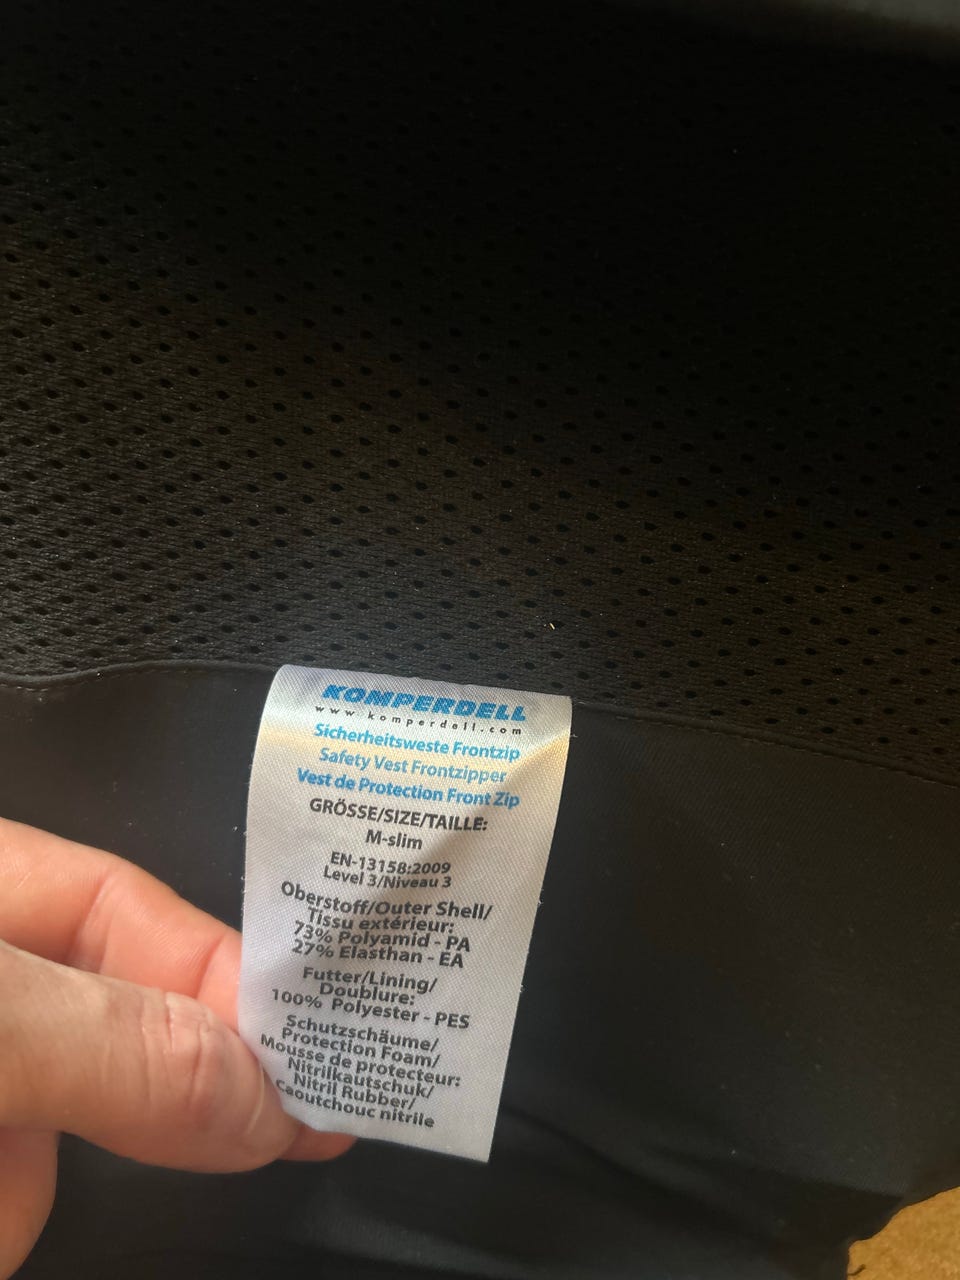 KOMPERDELL
www.komperdell.com
Sicherheitsweste Frontzip
Safety Vest Frontzipper
Vest de Protection Front Zip
GRÖSSE/SIZE/TAILLE:
M-slim
EN-13158:2009
Level 3/Niveau 3
Oberstoff/Outer Shell/
Tissu extérieur:
73% Polyamid - PA
27% Elasthan - EA
Futter/Lining/
Doublure:
100% Polyester - PES
Schutzschäume/
Protection Foam/
Mousse de protecteur:
Nitrilkautschuk/
Nitril Rubber/
Caoutchouc nitrile